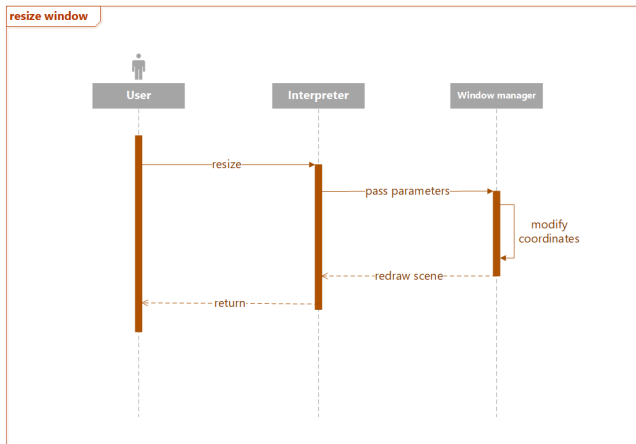 resize window
User
Interpreter
Window manager
resize
pass parameters
modify
coordinates
redraw scene
return